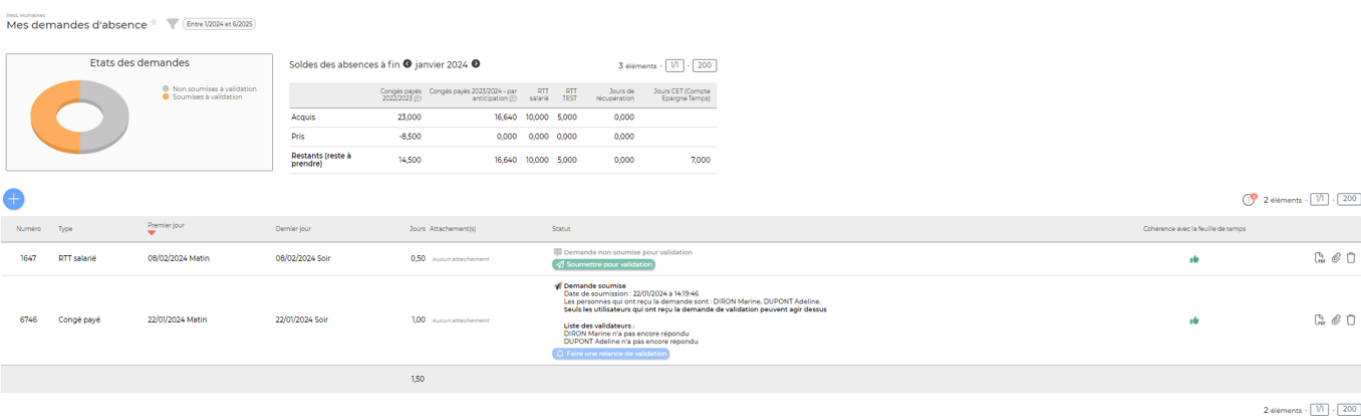 Ress. Humaines
Mes demandes d'absence
Entre 1/2024 et 6/2025
Etats des demandes
Non soumises à validation
Soumises à validation
Soldes des absences à fin janvier 2024
3 éléments - 1/1 - 200
Congés payés 2022/2023 Congés payés 2023/2024 - par anticipation RTT salarié RTT TEST Jours de récupération Jours CET (Compte Epargne Temps)
Acquis 23,000 16,640 10,000 5,000 0,000
Pris -8,500 0,000 0,000 0,000 0,000
Restants (reste à prendre) 14,500 16,640 10,000 5,000 0,000 7,000
2 éléments - 1/1 - 200
Numéro Type Premier jour Dernier jour Jours Attachement(s) Statut Cohérence avec la feuille de temps
1647 RTT salarié 08/02/2024 Matin 08/02/2024 Soir 0,50 Aucun attachement Demande non soumise pour validation
Soumettre pour validation
Demande soumise
Date de soumission : 22/01/2024 à 14:19:46
Les personnes qui ont reçu la demande sont : DIRON Marine, DUPONT Adeline.
Seuls les utilisateurs qui ont reçu la demande de validation peuvent agir dessus
6746 Congé payé 22/01/2024 Matin 22/01/2024 Soir 1,00 Aucun attachement
Liste des validateurs :
DIRON Marine n'a pas encore répondu
DUPONT Adeline n'a pas encore répondu
Faire une relance de validation
1,50
2 éléments - 1/1 - 200